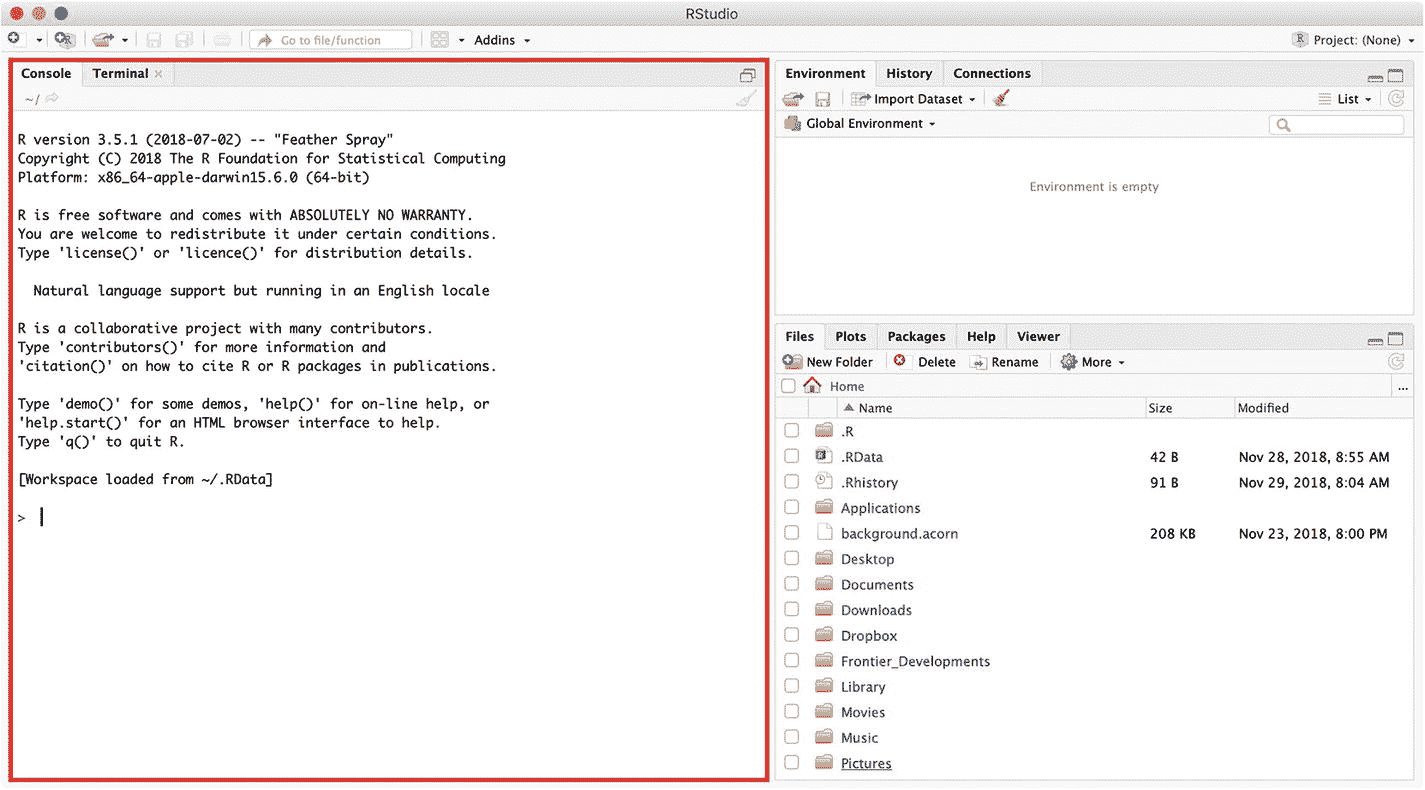 RStudio
Go to file/function
Addins
Project: (None)
Console Terminal
~/
R version 3.5.1 (2018-07-02) -- "Feather Spray"
Copyright (C) 2018 The R Foundation for Statistical Computing
Platform: x86_64-apple-darwin15.6.0 (64-bit)
R is free software and comes with ABSOLUTELY NO WARRANTY.
You are welcome to redistribute it under certain conditions.
Type 'license()' or 'licence()' for distribution details.
Natural language support but running in an English locale
R is a collaborative project with many contributors.
Type 'contributors()' for more information and
'citation()' on how to cite R or R packages in publications.
Type 'demo()' for some demos, 'help()' for on-line help, or
'help.start()' for an HTML browser interface to help.
Type 'q()' to quit R.
[Workspace loaded from ~/.RData]
>
Environment History Connections
Import Dataset List
Global Environment
Environment is empty
Files Plots Packages Help Viewer
New Folder Delete Rename More
Home ...
Name Size Modified
.R
.RData 42 B Nov 28, 2018, 8:55 AM
.Rhistory 91 B Nov 29, 2018, 8:04 AM
Applications
background.acorn 208 KB Nov 23, 2018, 8:00 PM
Desktop
Documents
Downloads
Dropbox
Frontier_Developments
Library
Movies
Music
Pictures